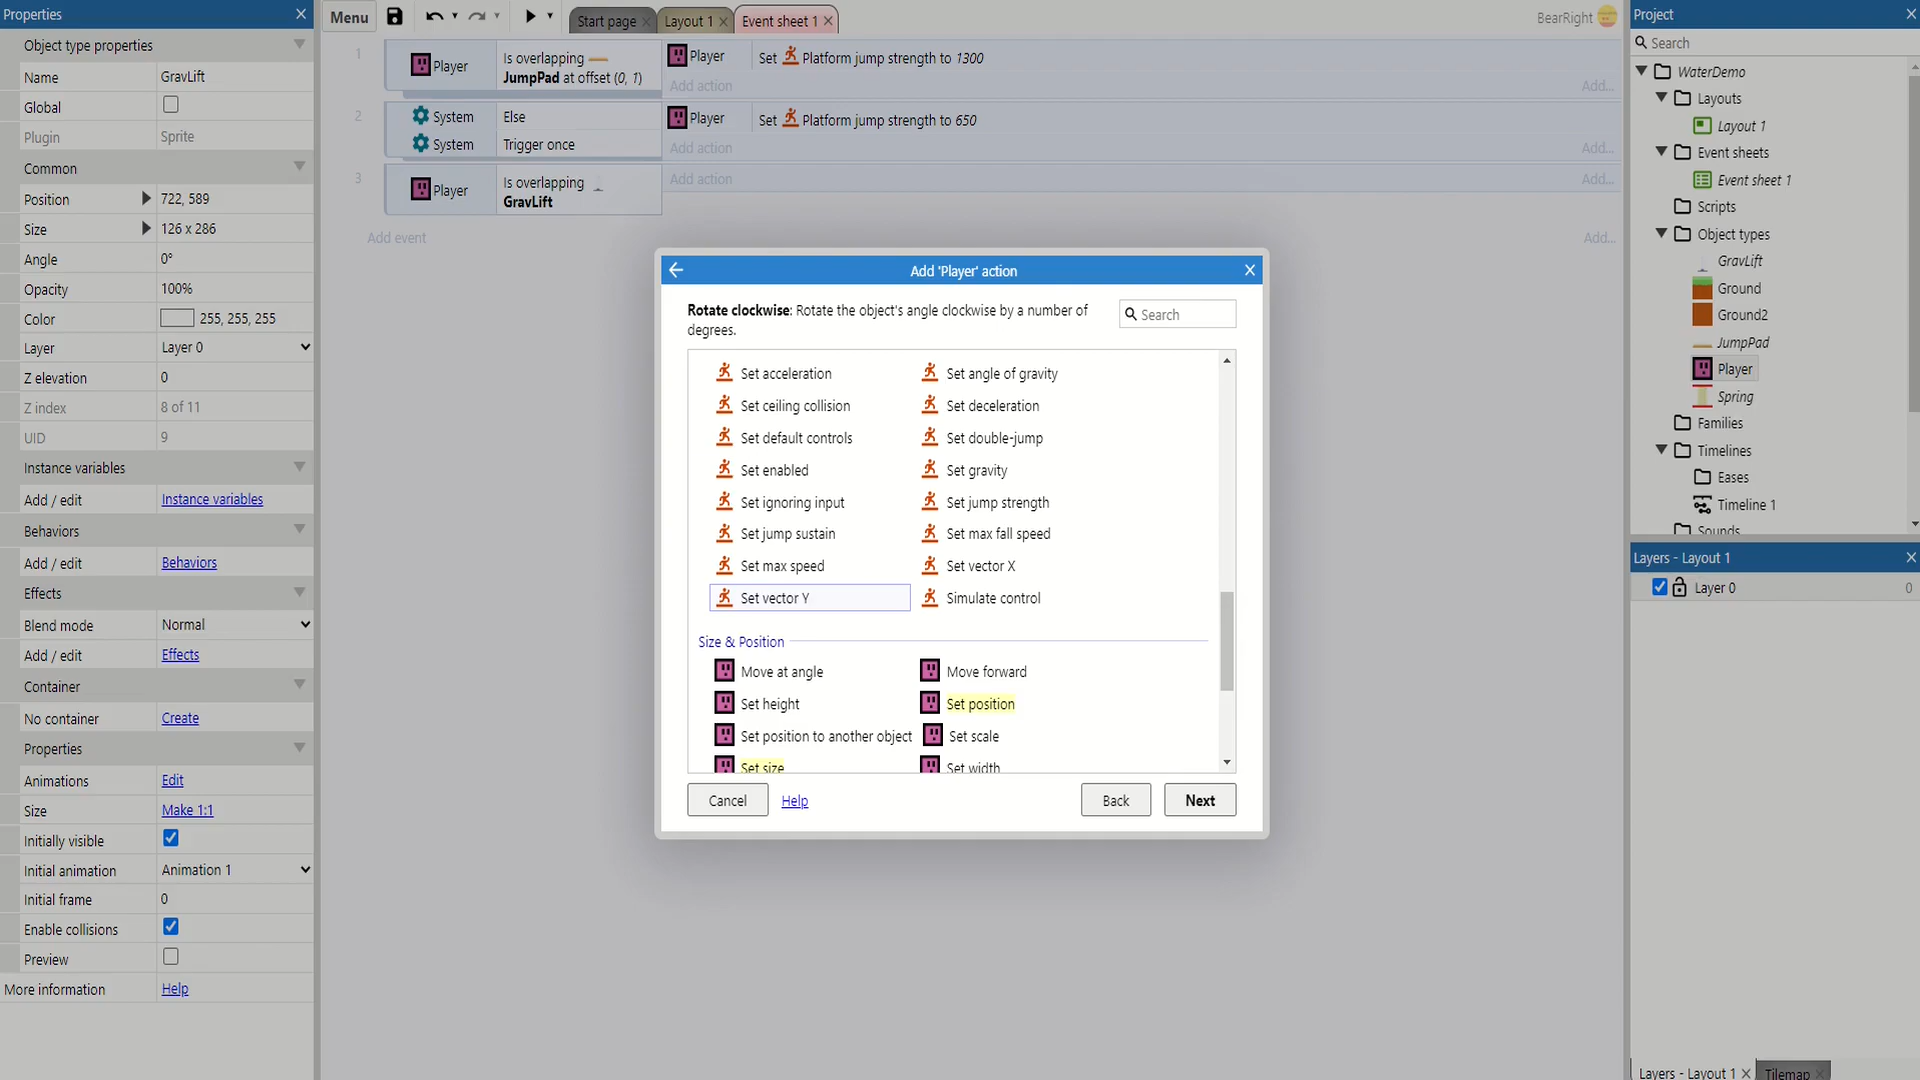 Properties
Object type properties
Name GravLift
Global
Plugin Sprite
Common
Position 722, 589
Size 126 x 286
Angle 0°
Opacity 100%
Color 255, 255, 255
Layer Layer 0
Z elevation 0
Z index 8 of 11
UID 9
Instance variables
Add / edit Instance variables
Behaviors
Add / edit Behaviors
Effects
Blend mode Normal
Add / edit Effects
Container
No container Create
Properties
Animations Edit
Size Make 1:1
Initially visible
Initial animation Animation 1
Initial frame 0
Enable collisions
Preview
More information Help
Menu
Start page
Layout 1
Event sheet 1
BearRight
1
Player Is overlapping
JumpPad at offset (0, 1)
Player Set Platform jump strength to 1300
Add action Add...
2
System Else
System Trigger once
Player Set Platform jump strength to 650
Add action Add...
3
Player Is overlapping
GravLift
Add action Add...
Add event Add...
Add 'Player' action
Rotate clockwise: Rotate the object's angle clockwise by a number of
degrees.
Search
Set acceleration Set angle of gravity
Set ceiling collision Set deceleration
Set default controls Set double-jump
Set enabled Set gravity
Set ignoring input Set jump strength
Set jump sustain Set max fall speed
Set max speed Set vector X
Set vector Y Simulate control
Size & Position
Move at angle Move forward
Set height Set position
Set position to another object Set scale
Set size Set width
Cancel Help Back Next
Project
Search
WaterDemo
Layouts
Layout 1
Event sheets
Event sheet 1
Scripts
Object types
GravLift
Ground
Ground2
JumpPad
Player
Spring
Families
Timelines
Eases
Timeline 1
Sounds
Layers - Layout 1
Layer 0 0
Layers - Layout 1
Tilemap